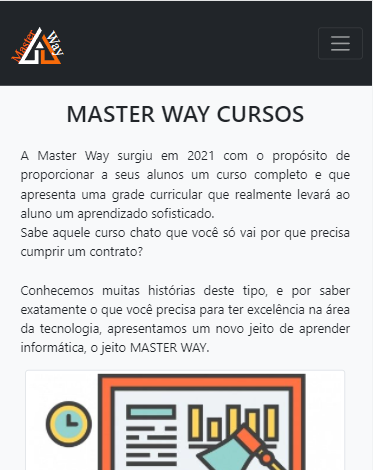 Master Way
MASTER WAY CURSOS
A Master Way surgiu em 2021 com o propósito de
proporcionar a seus alunos um curso completo e que
apresenta uma grade curricular que realmente levará ao
aluno um aprendizado sofisticado.
Sabe aquele curso chato que você só vai por que precisa
cumprir um contrato?
Conhecemos muitas histórias deste tipo, e por saber
exatamente o que você precisa para ter excelência na área
da tecnologia, apresentamos um novo jeito de aprender
informática, o jeito MASTER WAY.